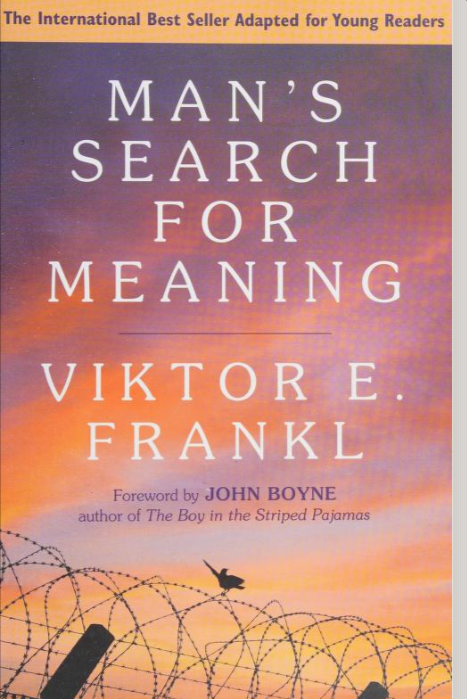 The International Best Seller Adapted for Young Readers
MAN'S
SEARCH
FOR
MEANING
VIKTOR E.
FRANKL
Foreword by JOHN BOYNE
author of The Boy in the Striped Pajamas